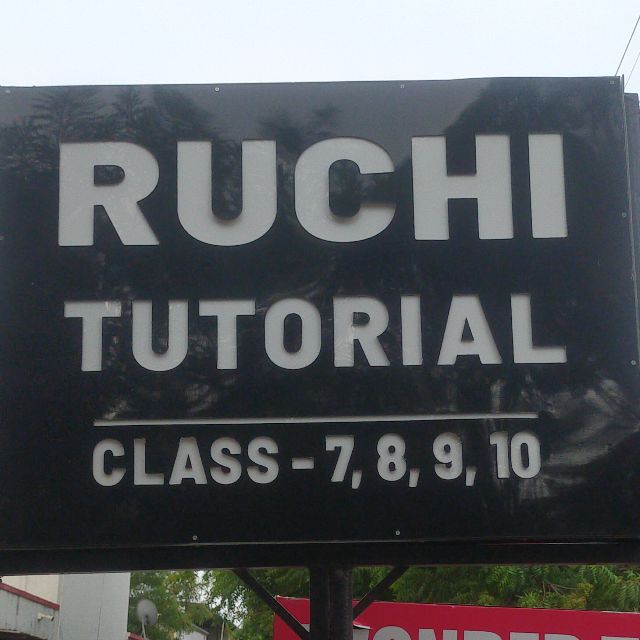 RUCHI
TUTORIAL
CLASS - 7, 8, 9, 10